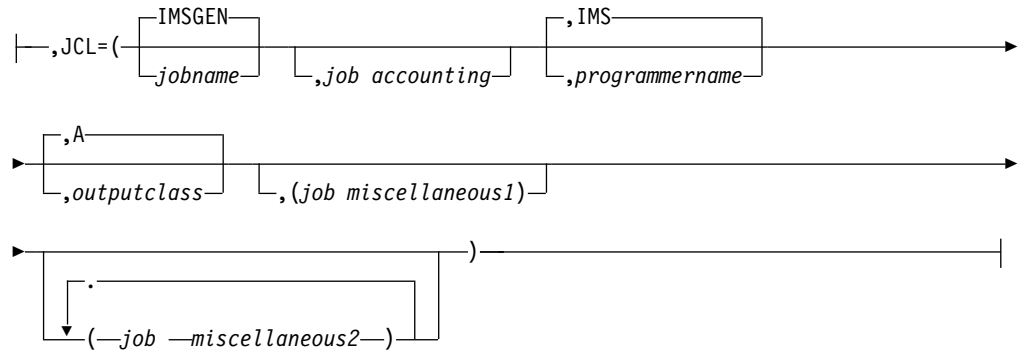 IMSGEN ,IMS
,JCL=(
jobname ,job accounting ,programmername
,A
,outputclass ,(job miscellaneous1)
)
.
(job miscellaneous2)